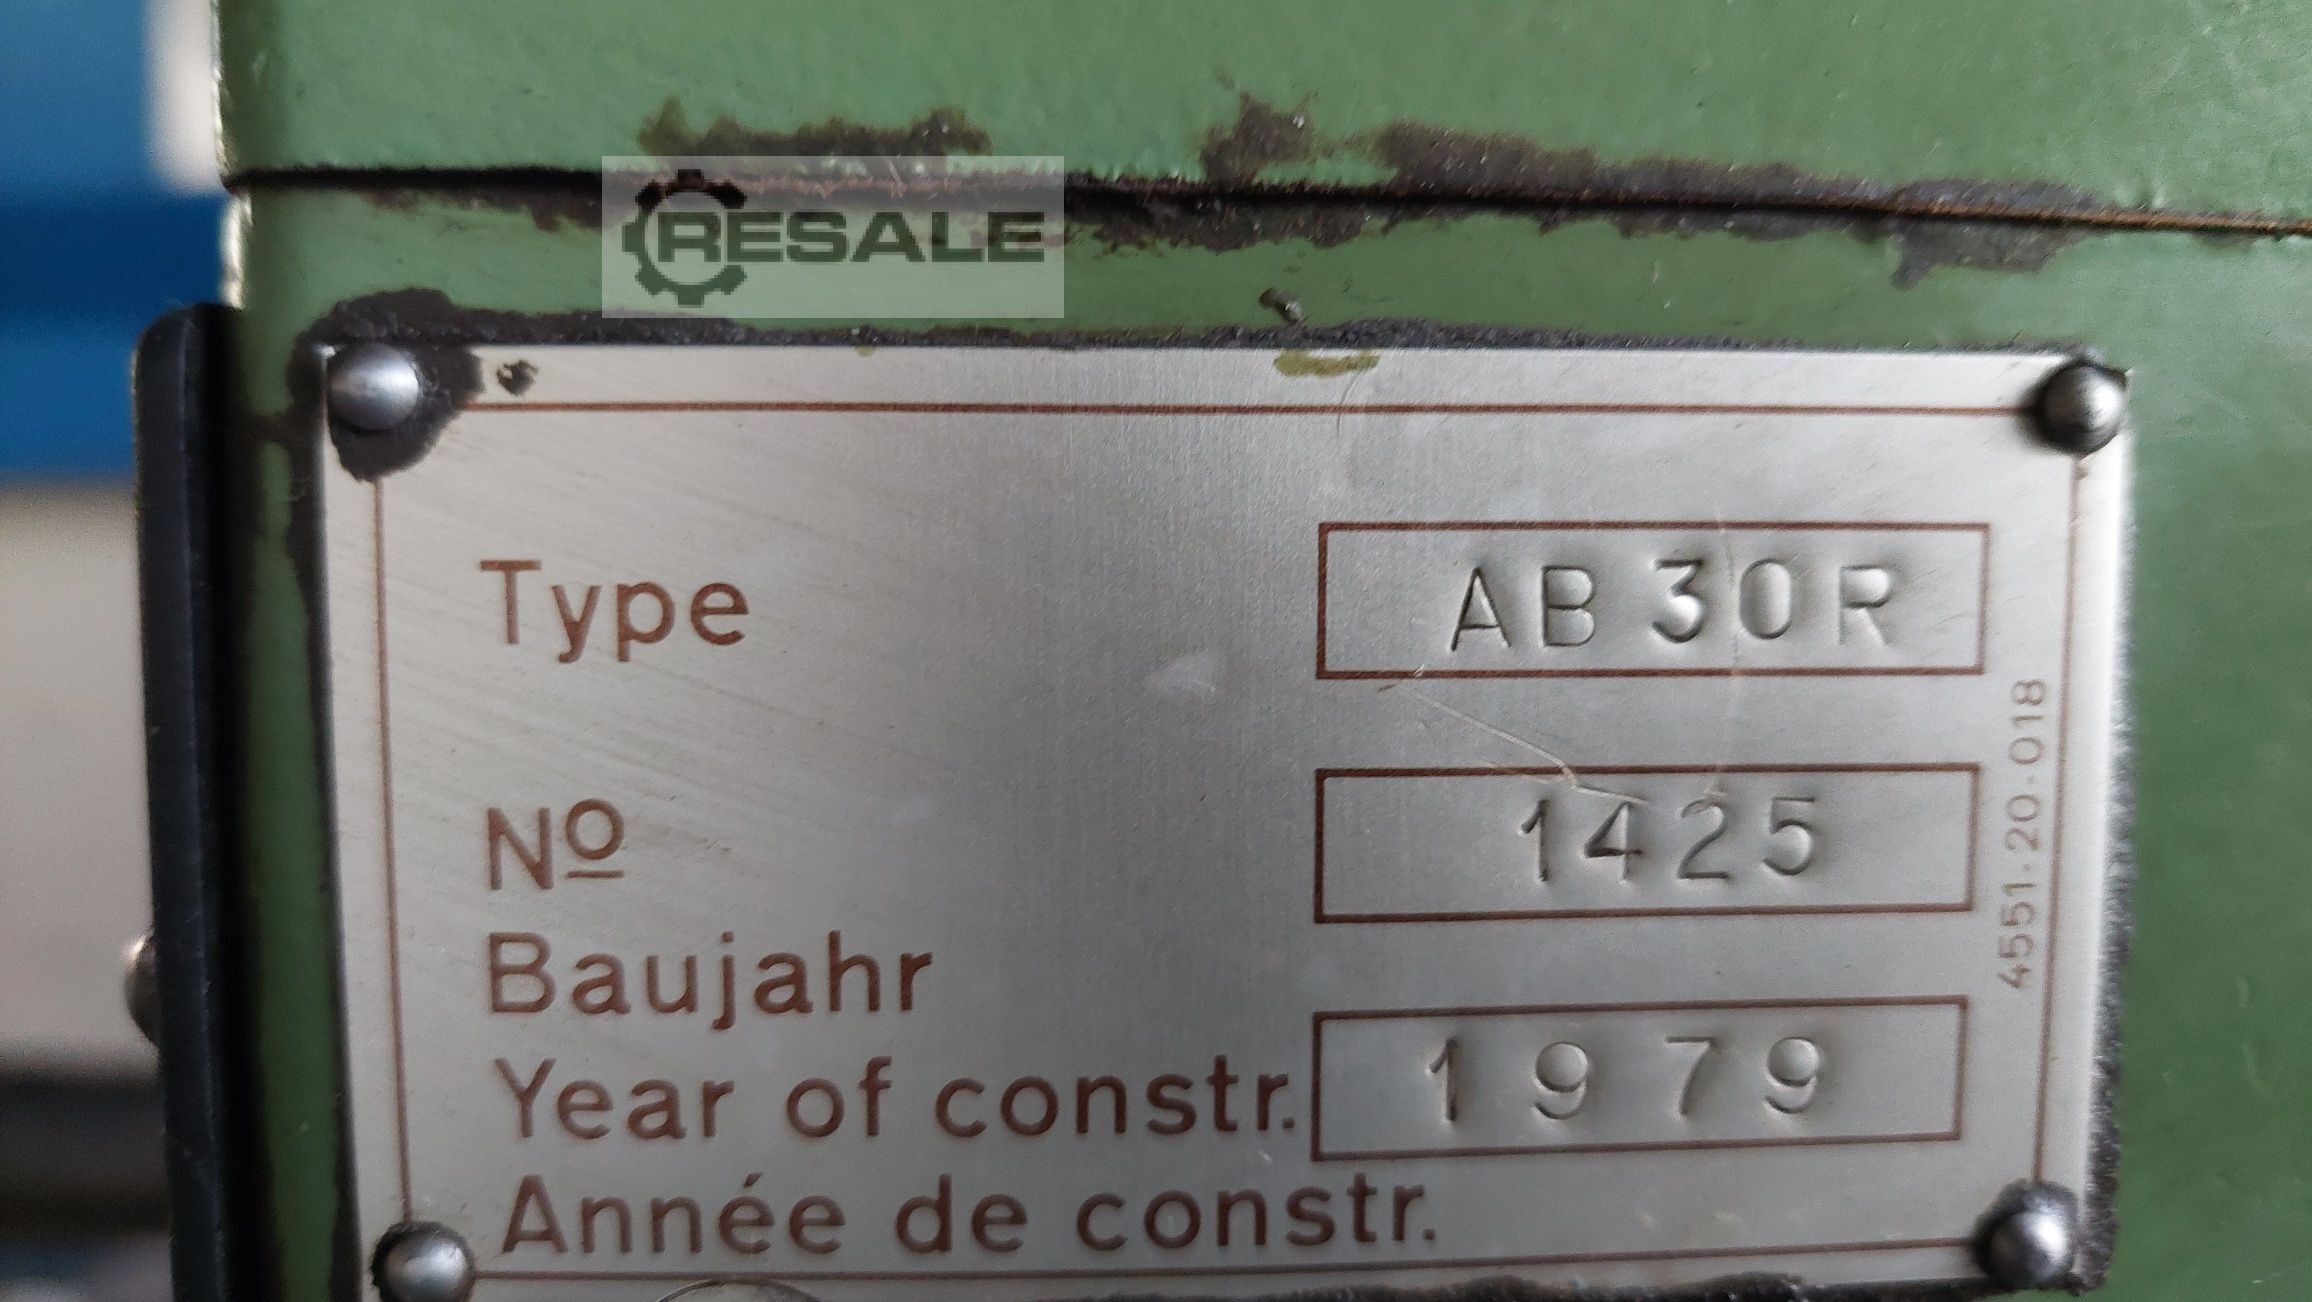 RESALE
Type AB 30 R
Nº 1425
Baujahr
Year of constr. 1979
Année de constr.
4551-20-018